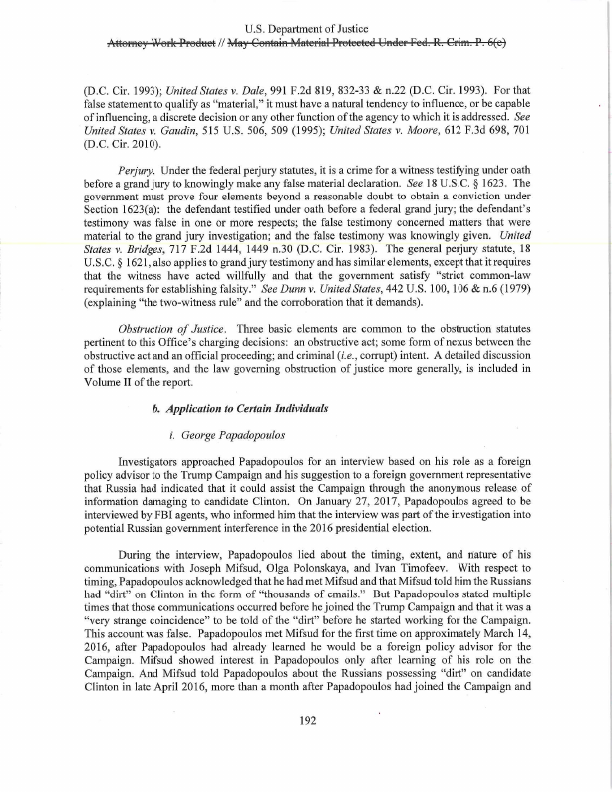 U.S. Department of Justice
Attorney Work Product // May Contain Material Protected Under Fed. R. Crim. P. 6(e)
(D.C. Cir. 1993); United States v. Dale, 991 F.2d 819, 832-33 & n.22 (D.C. Cir. 1993). For that
false statement to qualify as “material,” it must have a natural tendency to influence, or be capable
of influencing, a discrete decision or any other function of the agency to which it is addressed. See
United States v. Gaudin, 515 U.S. 506, 509 (1995); United States v. Moore, 612 F.3d 698, 701
(D.C. Cir. 2010).
Perjury. Under the federal perjury statutes, it is a crime for a witness testifying under oath
before a grand jury to knowingly make any false material declaration. See 18 U.S.C. § 1623. The
government must prove four elements beyond a reasonable doubt to obtain a conviction under
Section 1623(a): the defendant testified under oath before a federal grand jury; the defendant’s
testimony was false in one or more respects; the false testimony concerned matters that were
material to the grand jury investigation; and the false testimony was knowingly given. United
States v. Bridges, 717 F.2d 1444, 1449 n.30 (D.C. Cir. 1983). The general perjury statute, 18
U.S.C. § 1621, also applies to grand jury testimony and has similar elements, except that it requires
that the witness have acted willfully and that the government satisfy “strict common-law
requirements for establishing falsity.” See Dunn v. United States, 442 U.S. 100, 106 & n.6 (1979)
(explaining “the two-witness rule” and the corroboration that it demands).
Obstruction of Justice. Three basic elements are common to the obstruction statutes
pertinent to this Office’s charging decisions: an obstructive act; some form of nexus between the
obstructive act and an official proceeding; and criminal (i.e., corrupt) intent. A detailed discussion
of those elements, and the law governing obstruction of justice more generally, is included in
Volume II of the report.
b. Application to Certain Individuals
i. George Papadopoulos
Investigators approached Papadopoulos for an interview based on his role as a foreign
policy advisor to the Trump Campaign and his suggestion to a foreign government representative
that Russia had indicated that it could assist the Campaign through the anonymous release of
information damaging to candidate Clinton. On January 27, 2017, Papadopoulos agreed to be
interviewed by FBI agents, who informed him that the interview was part of the investigation into
potential Russian government interference in the 2016 presidential election.
During the interview, Papadopoulos lied about the timing, extent, and nature of his
communications with Joseph Mifsud, Olga Polonskaya, and Ivan Timofeev. With respect to
timing, Papadopoulos acknowledged that he had met Mifsud and that Mifsud told him the Russians
had “dirt” on Clinton in the form of “thousands of emails.” But Papadopoulos stated multiple
times that those communications occurred before he joined the Trump Campaign and that it was a
“very strange coincidence” to be told of the “dirt” before he started working for the Campaign.
This account was false. Papadopoulos met Mifsud for the first time on approximately March 14,
2016, after Papadopoulos had already learned he would be a foreign policy advisor for the
Campaign. Mifsud showed interest in Papadopoulos only after learning of his role on the
Campaign. And Mifsud told Papadopoulos about the Russians possessing “dirt” on candidate
Clinton in late April 2016, more than a month after Papadopoulos had joined the Campaign and
192